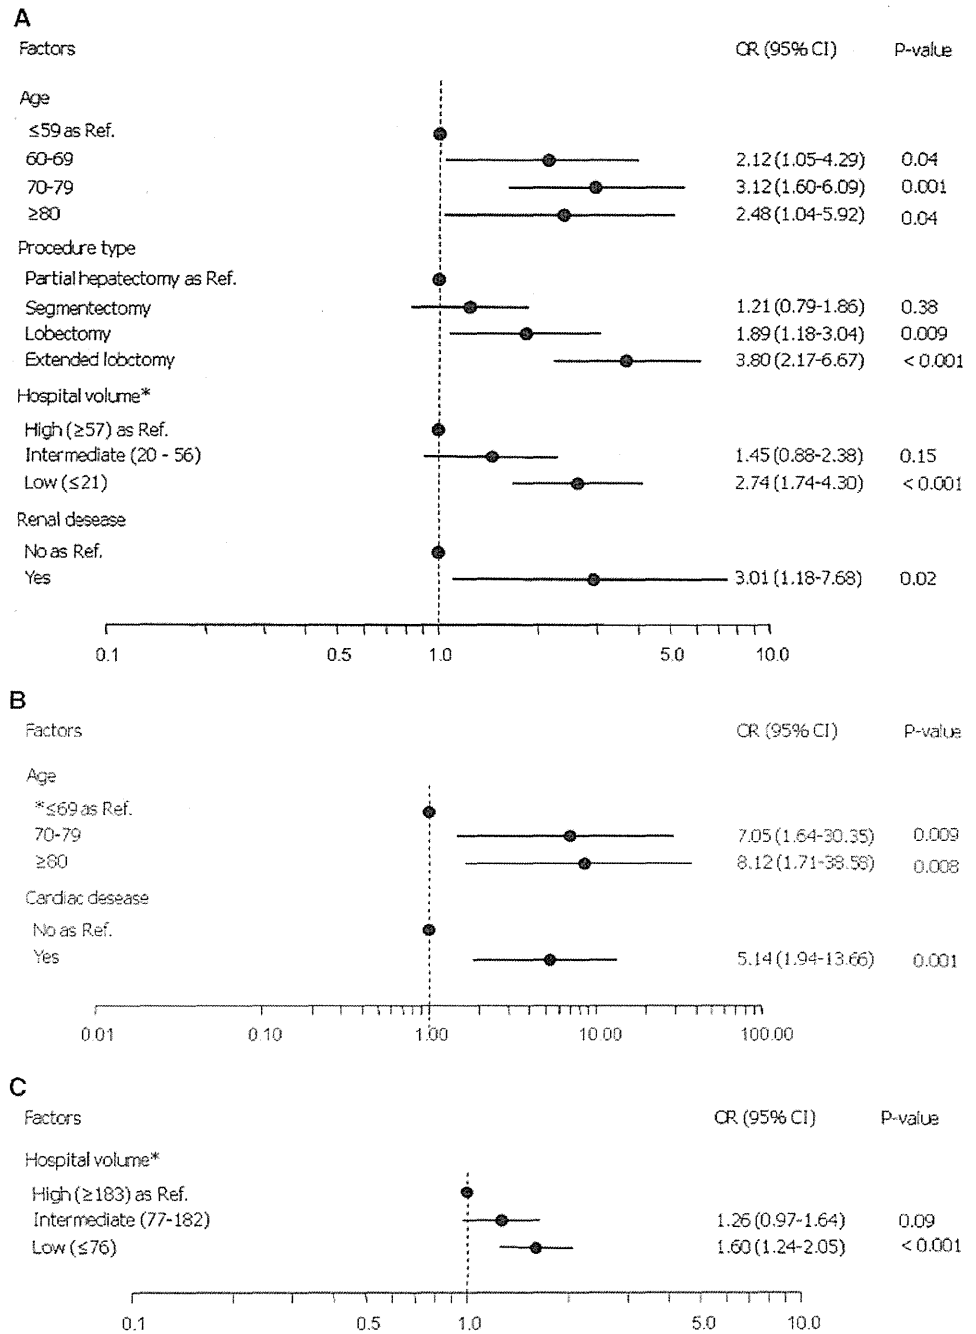 A
Factors OR (95% CI) P-value
Age
≤59 as Ref.
60-69 2.12 (1.05-4.29) 0.04
70-79 3.12 (1.60-6.09) 0.001
≥80 2.48 (1.04-5.92) 0.04
Procedure type
Partial hepatectomy as Ref.
Segmentectomy 1.21 (0.79-1.86) 0.38
Lobectomy 1.89 (1.18-3.04) 0.009
Extended lobctomy 3.80 (2.17-6.67) < 0.001
Hospital volume*
High (≥57) as Ref.
Intermediate (20 - 56) 1.45 (0.88-2.38) 0.15
Low (≤21) 2.74 (1.74-4.30) < 0.001
Renal desease
No as Ref.
Yes 3.01 (1.18-7.68) 0.02
0.1 0.5 1.0 5.0 10.0
B
Factors OR (95% CI) P-value
Age
*≤69 as Ref.
70-79 7.05 (1.64-30.35) 0.009
≥80 8.12 (1.71-38.58) 0.008
Cardiac desease
No as Ref.
Yes 5.14 (1.94-13.66) 0.001
0.01 0.10 1.00 10.00 100.00
C
Factors OR (95% CI) P-value
Hospital volume*
High (≥183) as Ref.
Intermediate (77-182) 1.26 (0.97-1.64) 0.09
Low (≤76) 1.60 (1.24-2.05) < 0.001
0.1 0.5 1.0 5.0 10.0